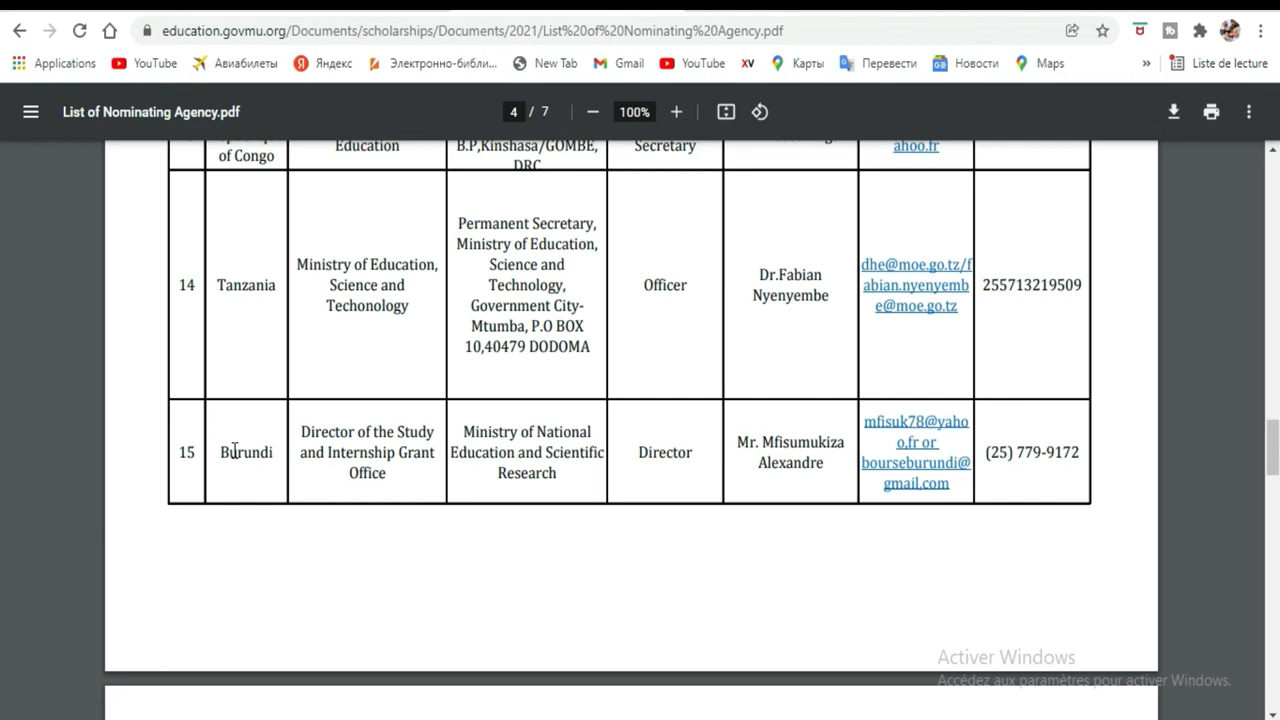 education.govmu.org/Documents/scholarships/Documents/2021/List%20of%20Nominating%20Agency.pdf
Applications YouTube Авиабилеты Яндекс Электронно-библи... New Tab Gmail YouTube XV Карты Перевести Новости Maps » Liste de lecture
List of Nominating Agency.pdf 4 / 7 100%
of Congo
Education
B.P,Kinshasa/GOMBE,
DRC
Secretary
ahoo.fr
14
Tanzania
Ministry of Education,
Science and
Techonology
Permanent Secretary,
Ministry of Education,
Science and
Technology,
Government City-
Mtumba, P.O BOX
10,40479 DODOMA
Officer
Dr.Fabian
Nyenyembe
dhe@moe.go.tz/f
abian.nyenyemb
e@moe.go.tz
255713219509
15
Burundi
Director of the Study
and Internship Grant
Office
Ministry of National
Education and Scientific
Research
Director
Mr. Mfisumukiza
Alexandre
mfisuk78@yaho
o,fr or
bourseburundi@
gmail,com
(25) 779-9172
Activer Windows
Accédez aux paramètres pour activer Windows.